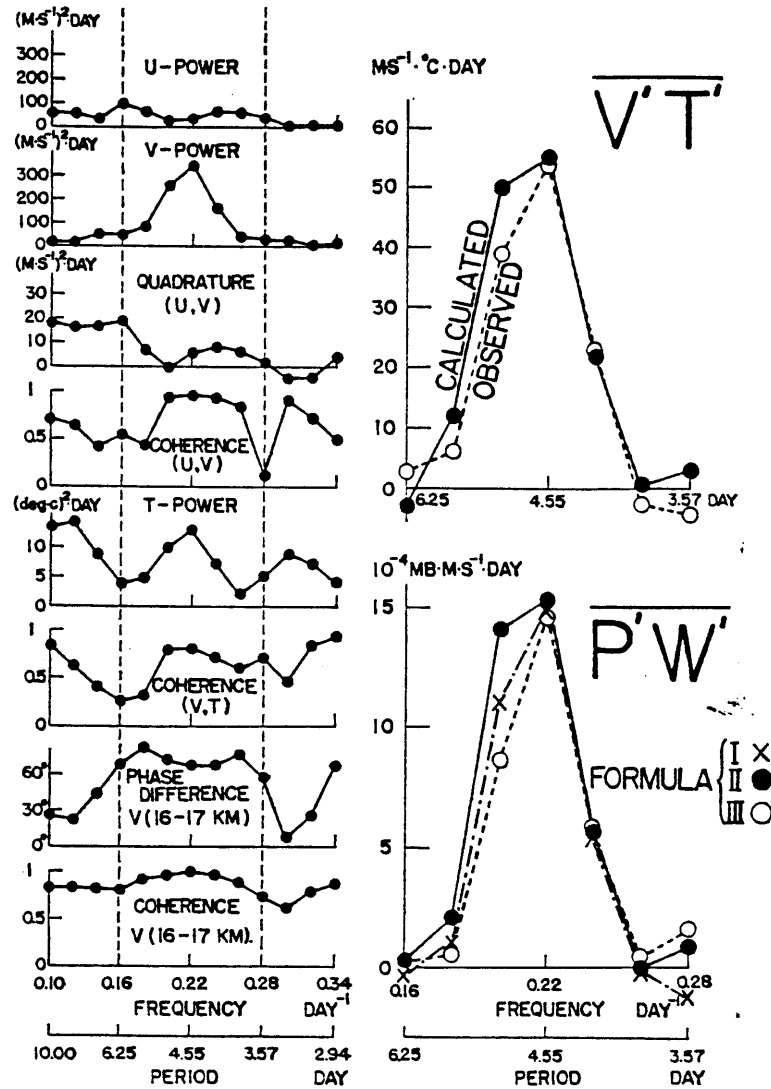 (M·S⁻¹)²·DAY
U-POWER
300
200
100
0
(M·S⁻¹)²·DAY
V-POWER
300
200
100
0
(M·S⁻¹)²·DAY
QUADRATURE
(U,V)
30
20
10
0
1
0.5
0
COHERENCE
(U,V)
(deg·c)²·DAY
T-POWER
10
5
0
1
0.5
0
COHERENCE
(V,T)
60°
30°
0°
PHASE
DIFFERENCE
V(16-17 KM)
1
0.5
0
COHERENCE
V(16-17 KM).
0.10 0.16 0.22 0.28 0.34
FREQUENCY DAY⁻¹
10.00 6.25 4.55 3.57 2.94
PERIOD DAY
M·S⁻¹·°C·DAY
V'T'
60
50
40
30
20
10
0
CALCULATED
OBSERVED
6.25 4.55 3.57 DAY
10⁻⁴ MB·M·S⁻¹·DAY
P'W'
15
10
5
0
FORMULA
I ×
II ●
III ○
0.16 0.22 0.28
FREQUENCY DAY⁻¹
6.25 4.55 3.57
PERIOD DAY